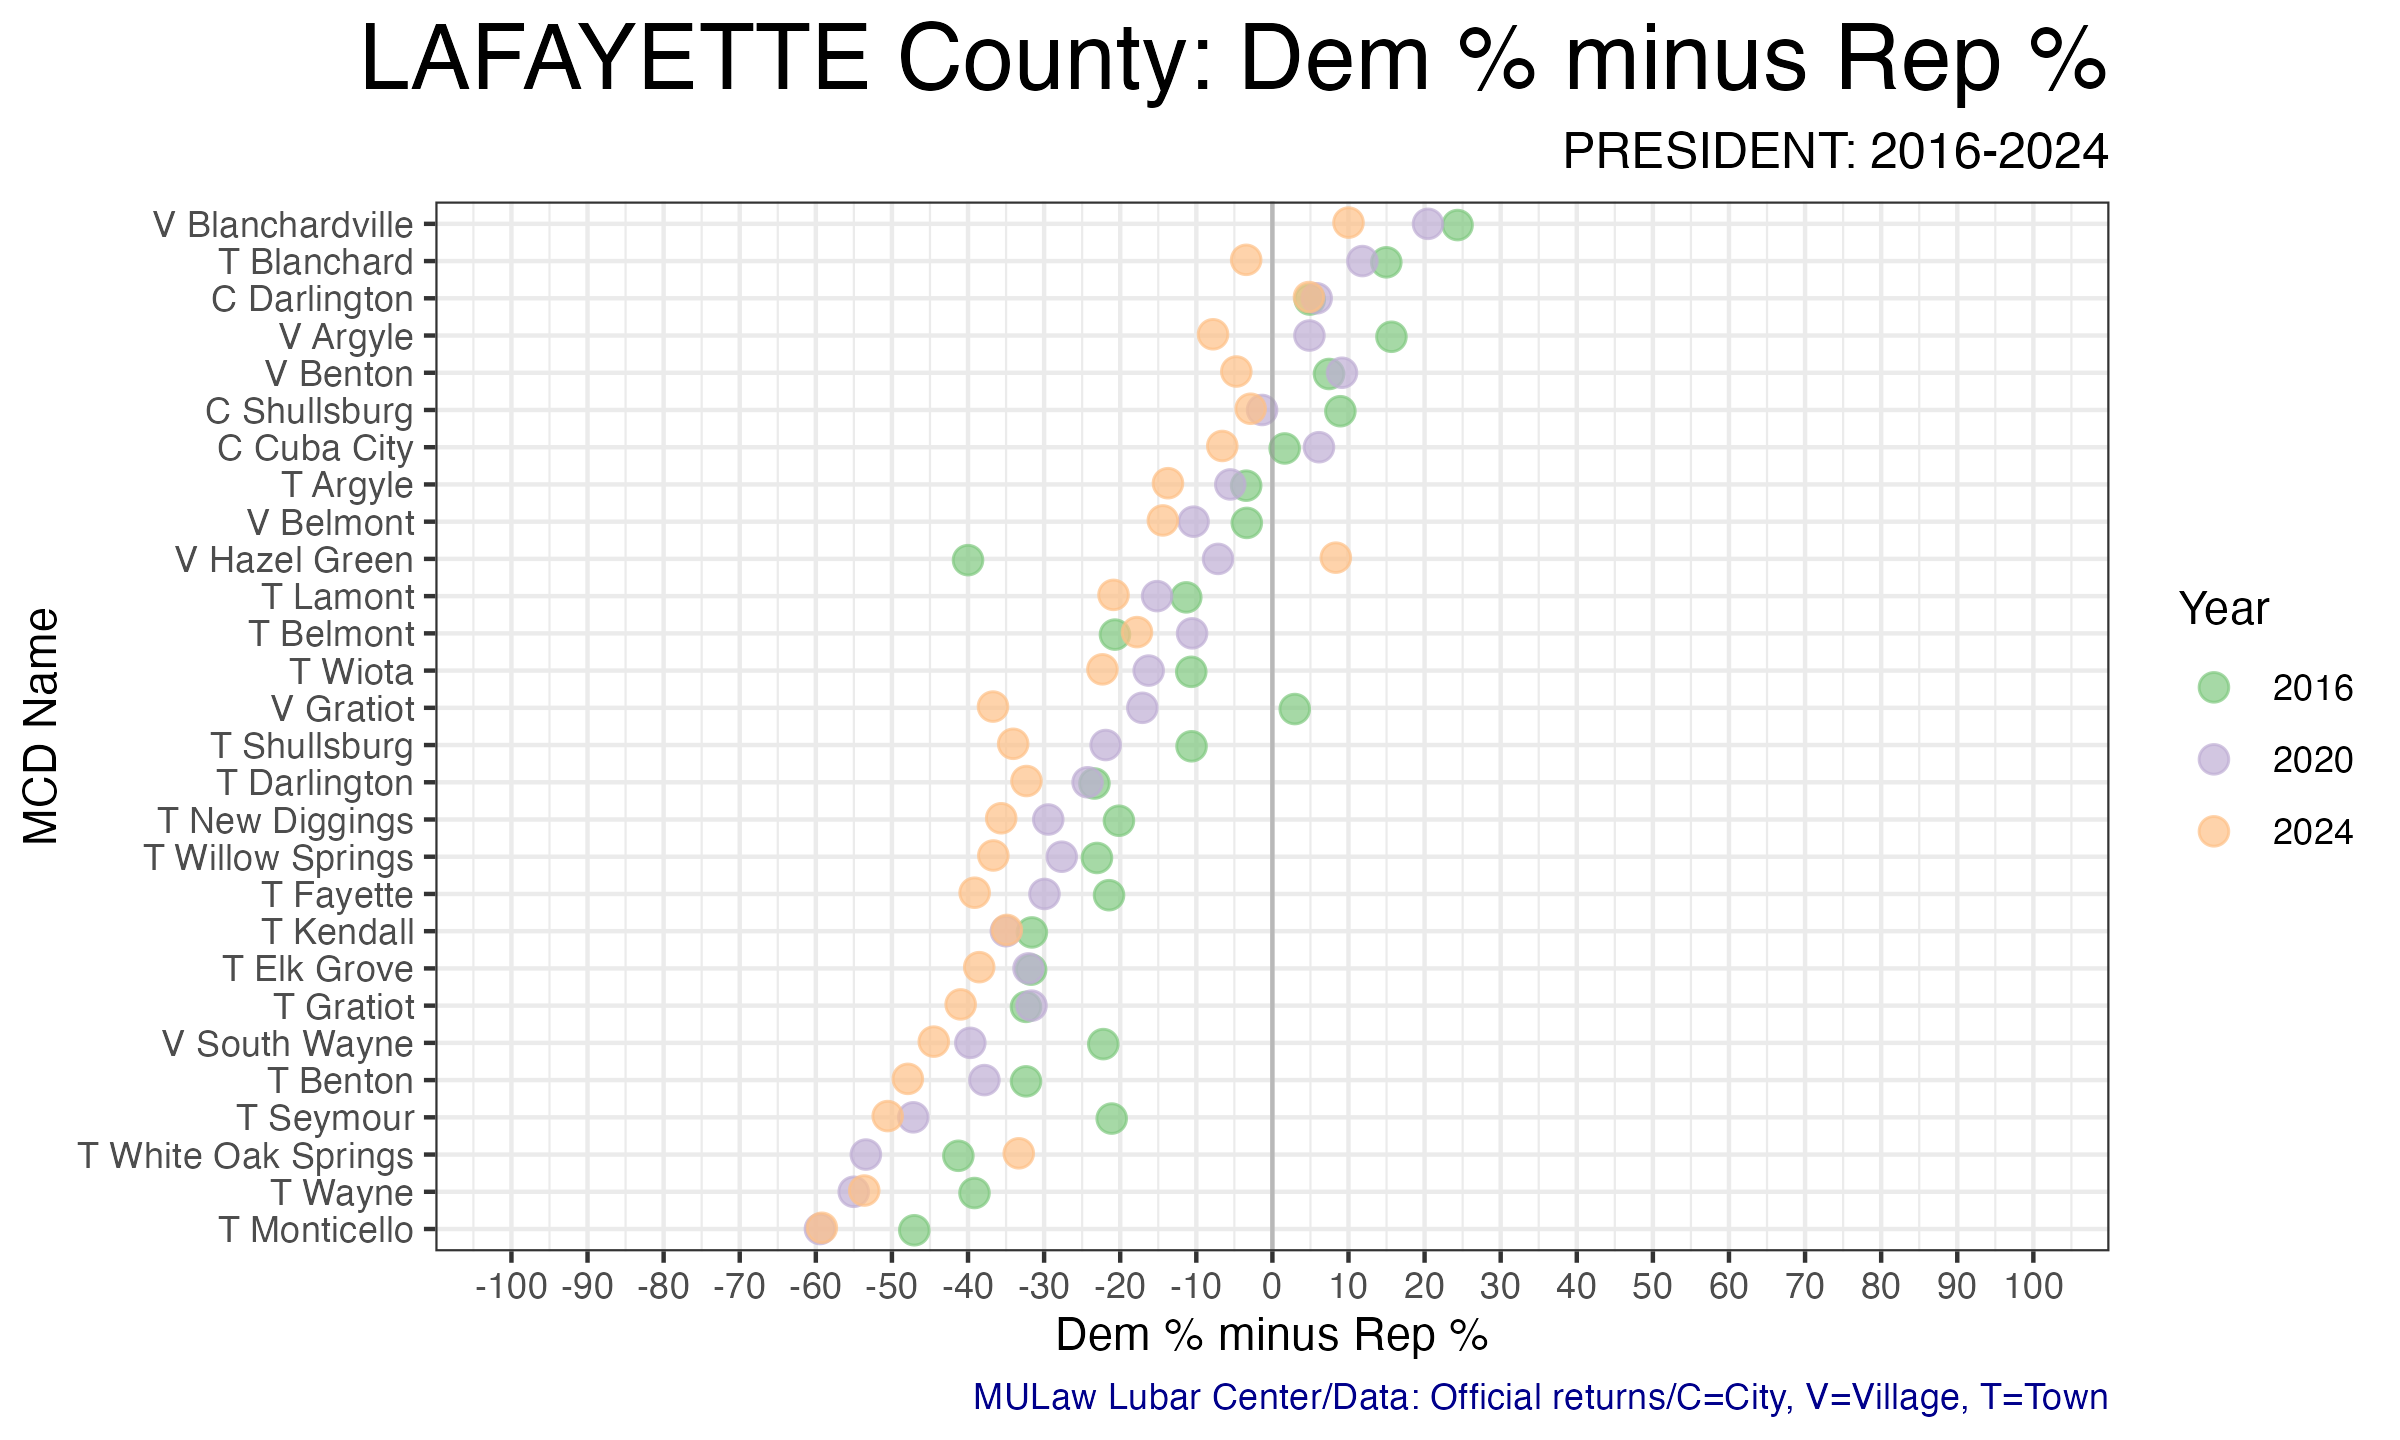 LAFAYETTE County: Dem % minus Rep %
PRESIDENT: 2016-2024
MCD Name
V Blanchardville
T Blanchard
C Darlington
V Argyle
V Benton
C Shullsburg
C Cuba City
T Argyle
V Belmont
V Hazel Green
T Lamont
T Belmont
T Wiota
V Gratiot
T Shullsburg
T Darlington
T New Diggings
T Willow Springs
T Fayette
T Kendall
T Elk Grove
T Gratiot
V South Wayne
T Benton
T Seymour
T White Oak Springs
T Wayne
T Monticello
-100 -90 -80 -70 -60 -50 -40 -30 -20 -10 0 10 20 30 40 50 60 70 80 90 100
Dem % minus Rep %
Year
2016
2020
2024
MULaw Lubar Center/Data: Official returns/C=City, V=Village, T=Town